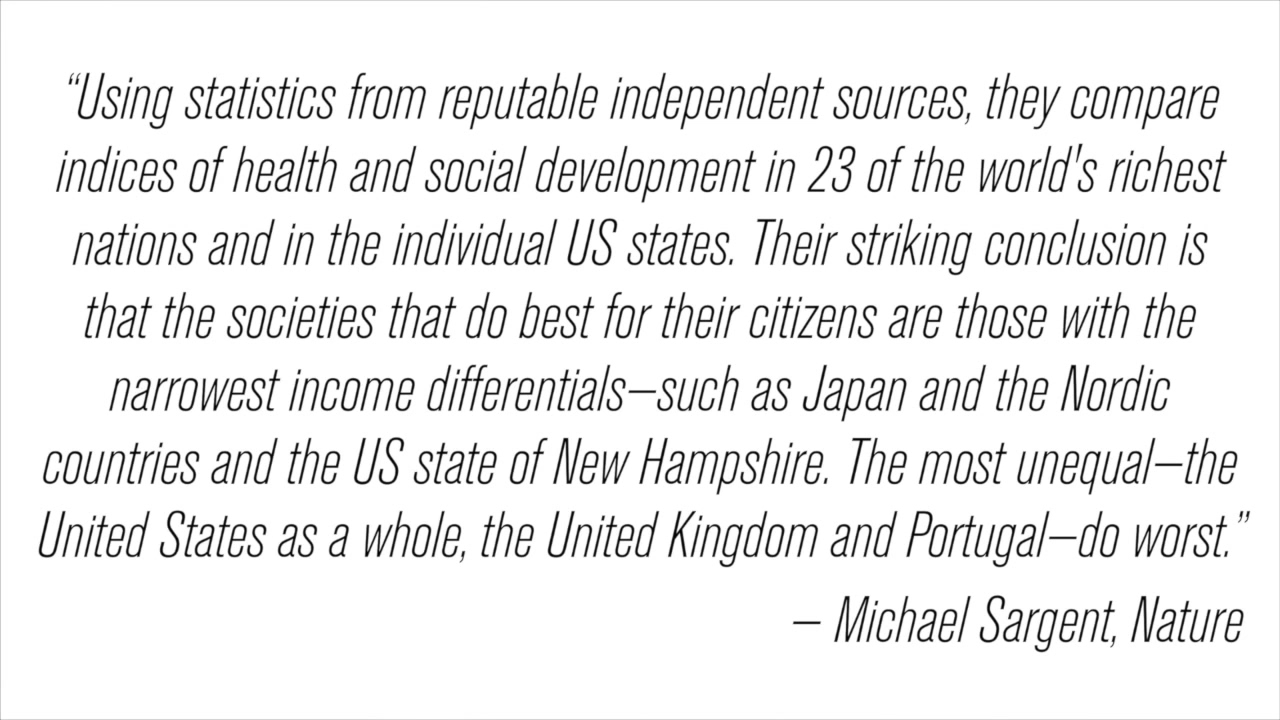 “Using statistics from reputable independent sources, they compare
indices of health and social development in 23 of the world's richest
nations and in the individual US states. Their striking conclusion is
that the societies that do best for their citizens are those with the
narrowest income differentials—such as Japan and the Nordic
countries and the US state of New Hampshire. The most unequal—the
United States as a whole, the United Kingdom and Portugal—do worst.”
– Michael Sargent, Nature